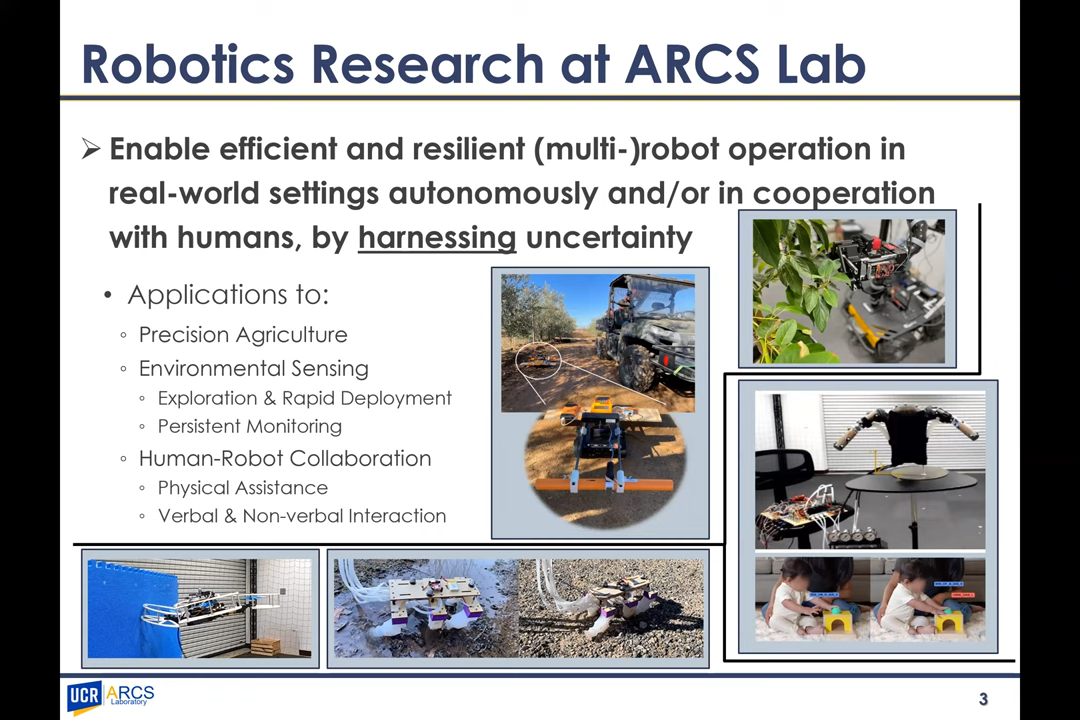 Robotics Research at ARCS Lab
➢ Enable efficient and resilient (multi-)robot operation in
real-world settings autonomously and/or in cooperation
with humans, by harnessing uncertainty
• Applications to:
◦ Precision Agriculture
◦ Environmental Sensing
◦ Exploration & Rapid Deployment
◦ Persistent Monitoring
◦ Human-Robot Collaboration
◦ Physical Assistance
◦ Verbal & Non-verbal Interaction
UCR ARCS
Laboratory
3